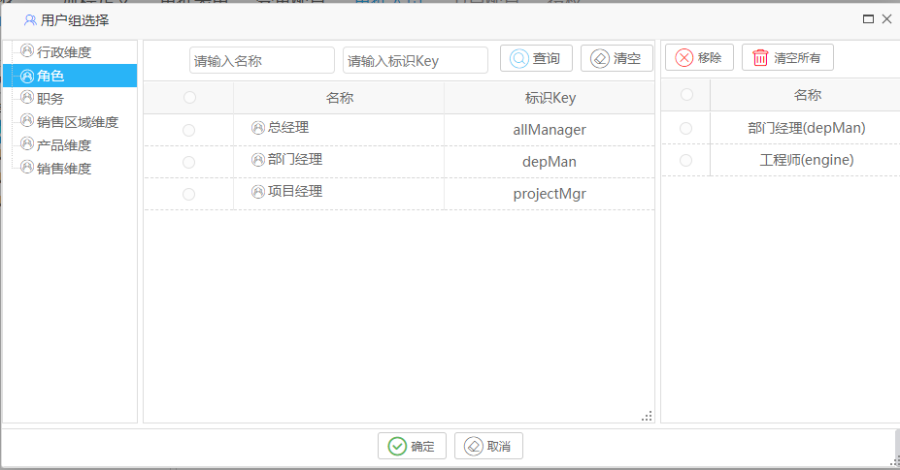 用户组选择
行政维度
角色
职务
销售区域维度
产品维度
销售维度
请输入名称 请输入标识Key 查询 清空
名称 标识Key
总经理 allManager
部门经理 depMan
项目经理 projectMgr
移除 清空所有
名称
部门经理(depMan)
工程师(engine)
确定 取消